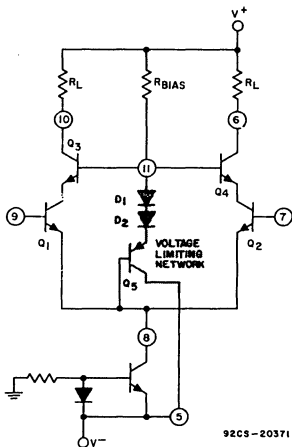 V+
RL
RBIAS
RL
10
6
Q3
11
Q4
D1
D2
9
7
Q1
VOLTAGE
LIMITING
NETWORK
Q2
Q5
8
5
V-
92CS-20371